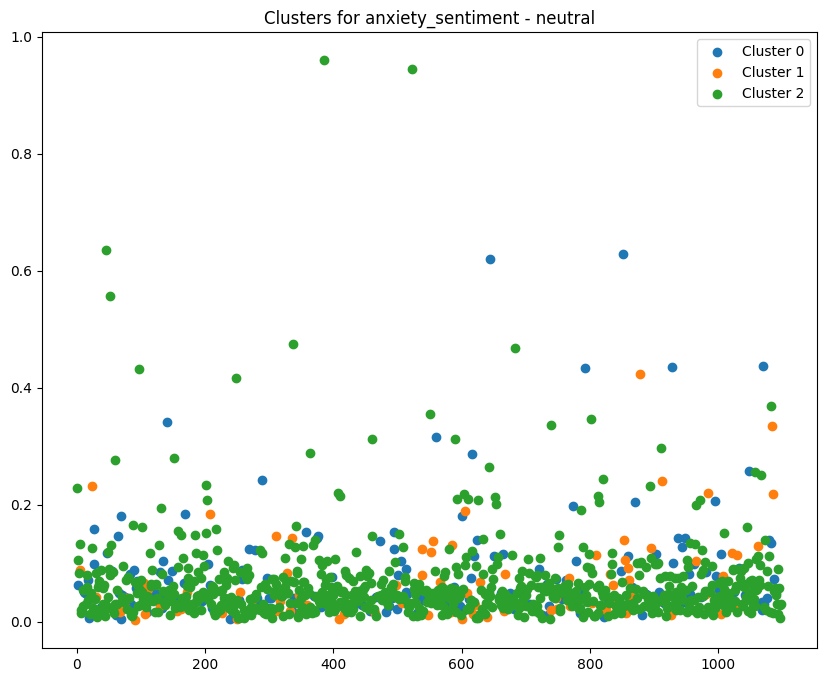 Clusters for anxiety_sentiment - neutral
Cluster 0
Cluster 1
Cluster 2
1.0
0.8
0.6
0.4
0.2
0.0
0 200 400 600 800 1000